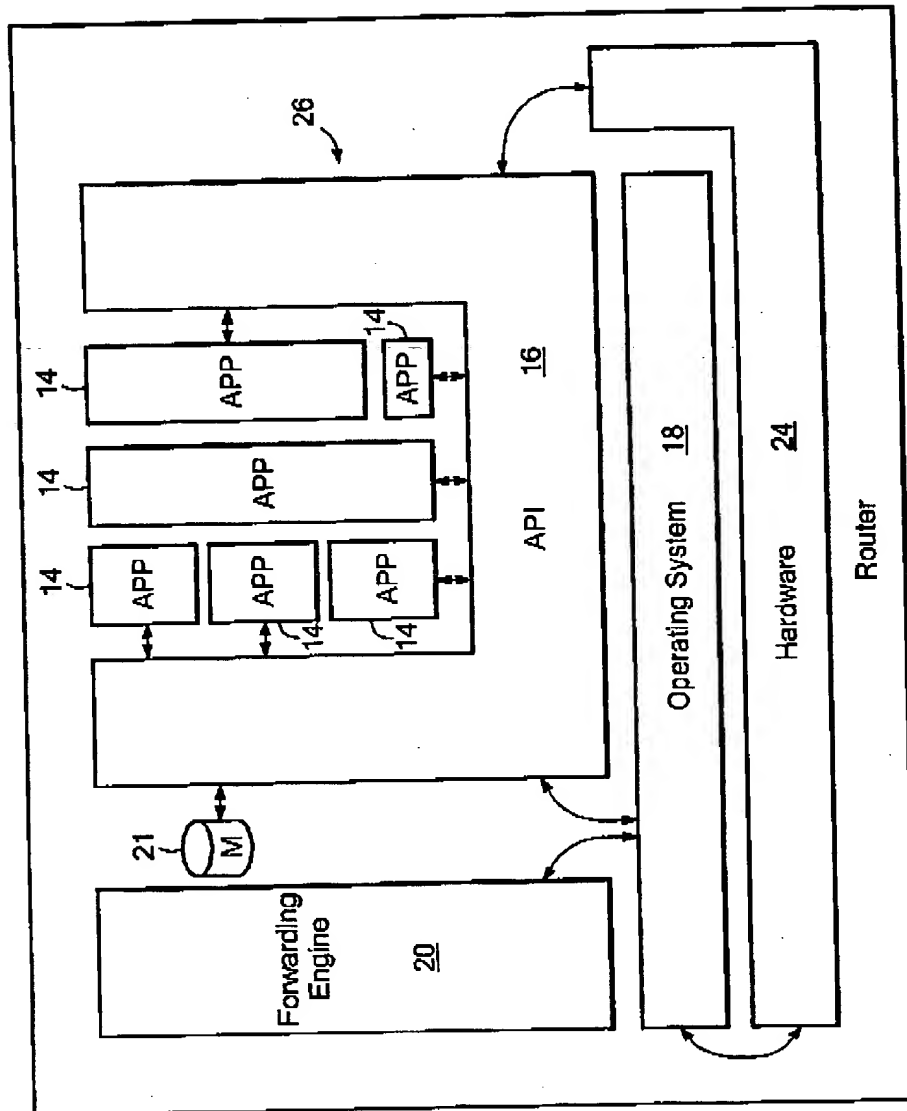 14
14
14
21
APP
M
APP
APP
APP
26
Forwarding
Engine
20
14
14
APP
APP
14
API
16
Operating System 18
Hardware 24
Router